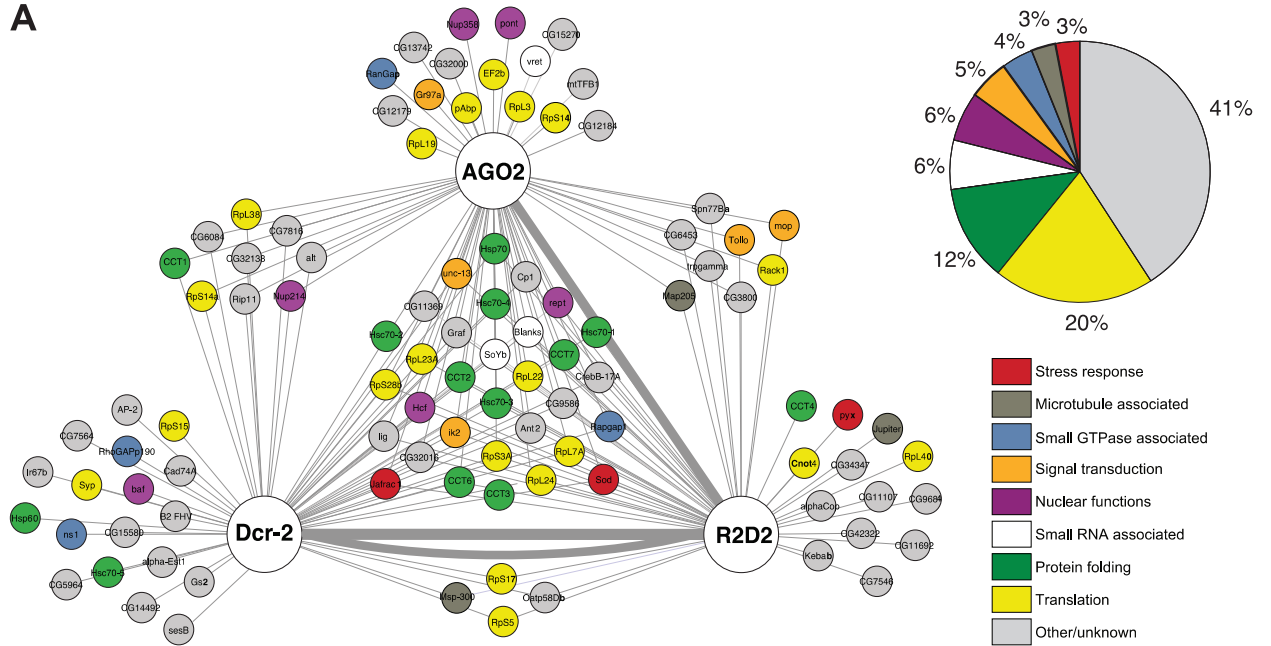 A
Nup358
pont
CG13742
CG15270
CG32000
vret
RanGap
EF2b
mtTFB1
Gr97a
pAbp
RpL3
CG12179
RpS14
CG12184
RpL19
AGO2
RpL38
CG6084
CG7816
CCT1
CG32138
alt
RpS14a
Rip11
Nup214
Spn77Ba
mop
CG6453
Tollo
trpgamma
Rack1
Map205
CG3800
Hsp70
unc-13
Cp1
CG11369
Hsc70-4
rept
Hsc70-2
Graf
Blanks
Hsc70-1
RpL23A
SoYb
CCT7
RpS28b
CCT2
RpL22
CrebB-17A
Hcf
Hsc70-3
CG9586
lig
ik2
Ant2
Rapgap1
CG32016
RpS3A
RpL7A
Jafrac1
CCT6
CCT3
RpL24
Sod
AP-2
RpS15
CG7564
RhoGAPp190
Ir67b
Cad74A
Syp
baf
Hsp60
B2 FHV
ns1
CG15580
Dcr-2
alpha-Est1
CG5964
Hsc70-5
Gs2
CG14492
sesB
R2D2
CCT4
pyx
Jupiter
Cnot4
CG34347
RpL40
alphaCop
CG11107
CG9684
CG42322
Kebab
CG11692
CG7546
RpS17
Msp-300
Oatp58Db
RpS5
3%
3%
4%
5%
6%
6%
12%
20%
41%
Stress response
Microtubule associated
Small GTPase associated
Signal transduction
Nuclear functions
Small RNA associated
Protein folding
Translation
Other/unknown